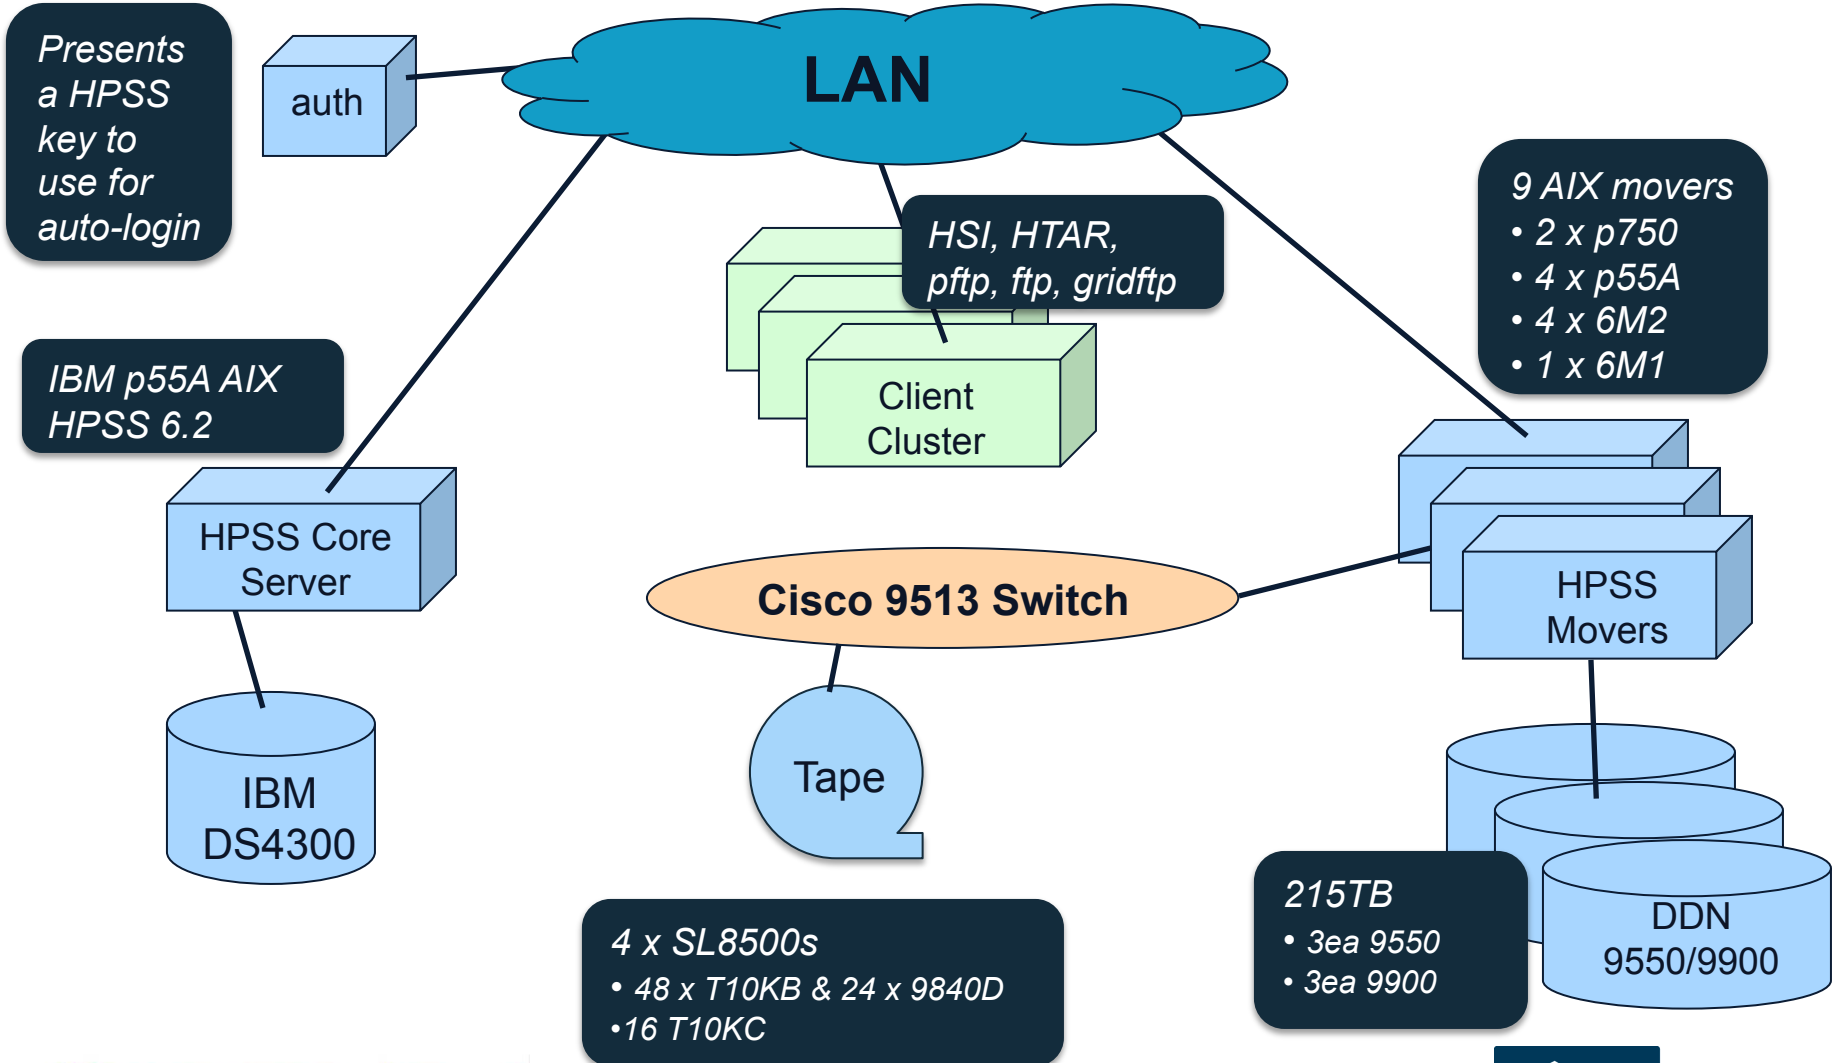 Presents
a HPSS
key to
use for
auto-login
auth
LAN
HSI, HTAR,
pftp, ftp, gridftp
9 AIX movers
• 2 x p750
• 4 x p55A
• 4 x 6M2
• 1 x 6M1
IBM p55A AIX
HPSS 6.2
Client
Cluster
HPSS Core
Server
Cisco 9513 Switch
HPSS
Movers
IBM
DS4300
Tape
4 x SL8500s
• 48 x T10KB & 24 x 9840D
•16 T10KC
215TB
• 3ea 9550
• 3ea 9900
DDN
9550/9900